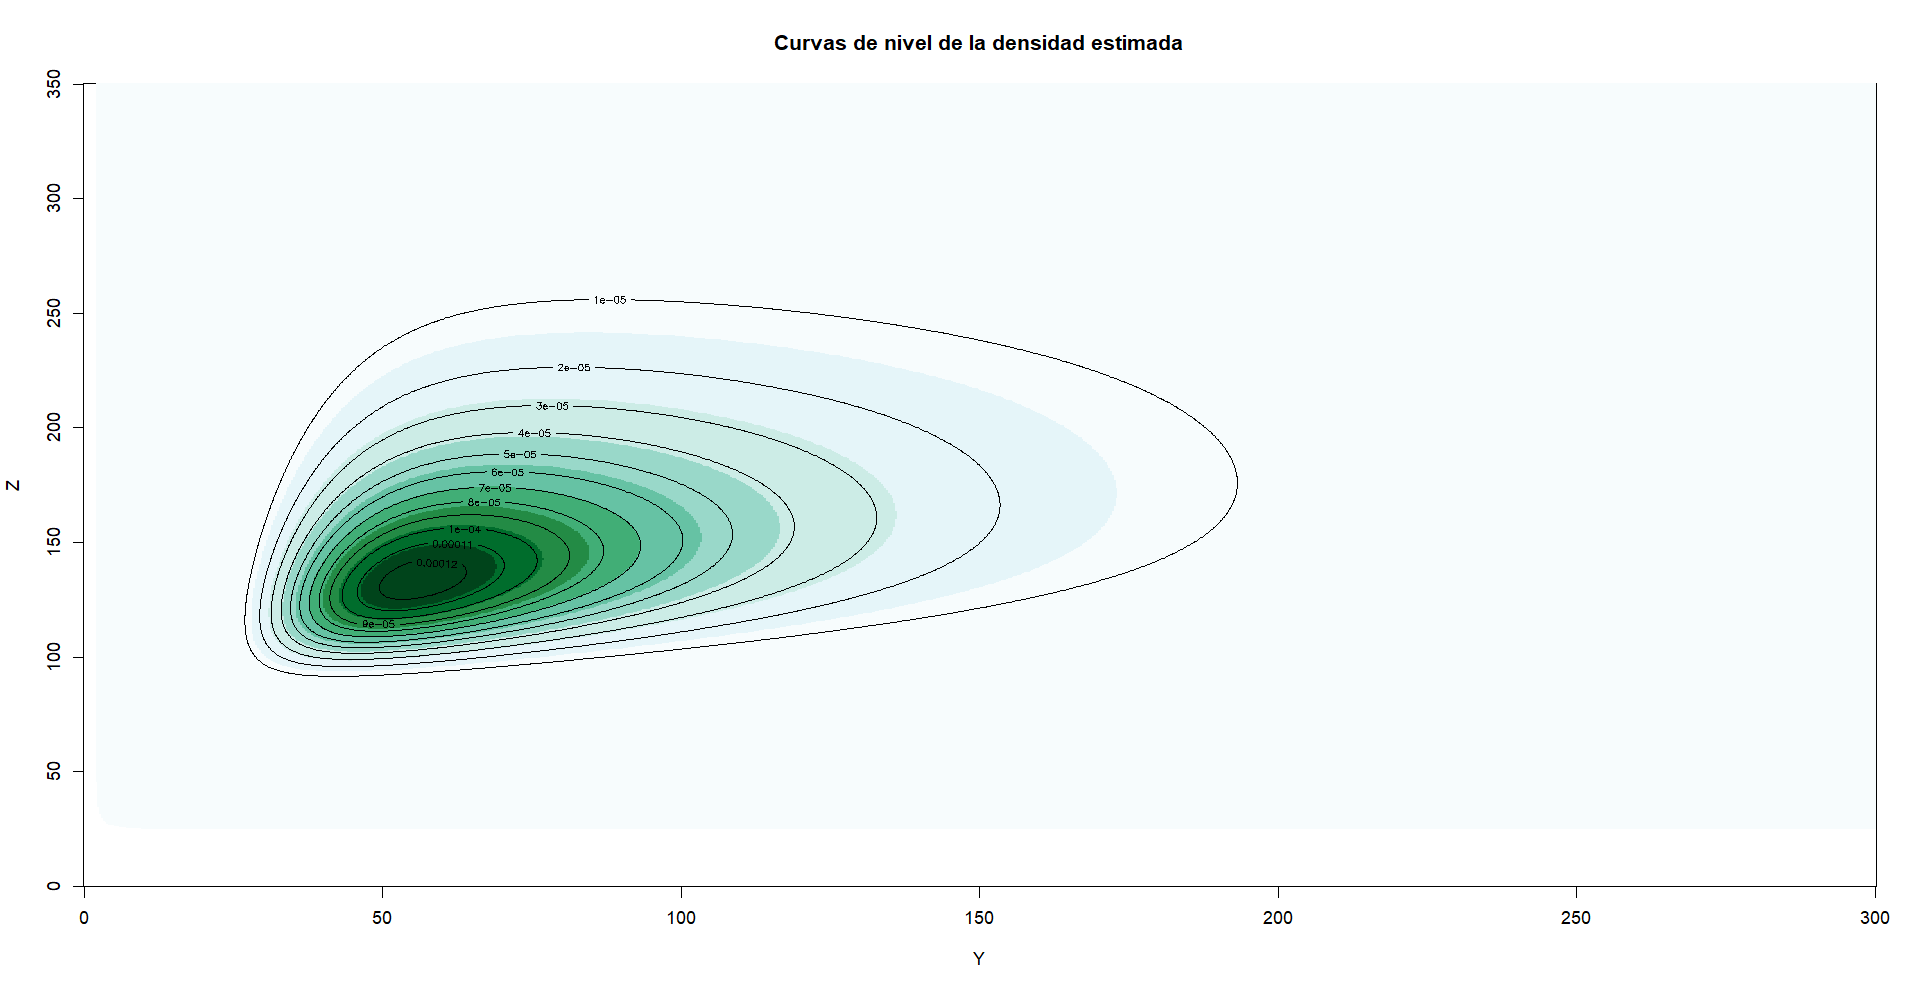 Curvas de nivel de la densidad estimada
350
300
250
200
150
100
50
0
Z
1e−05
2e−05
3e−05
4e−05
5e−05
6e−05
7e−05
8e−05
1e−04
0.00011
0.00012
9e−05
0 50 100 150 200 250 300
Y